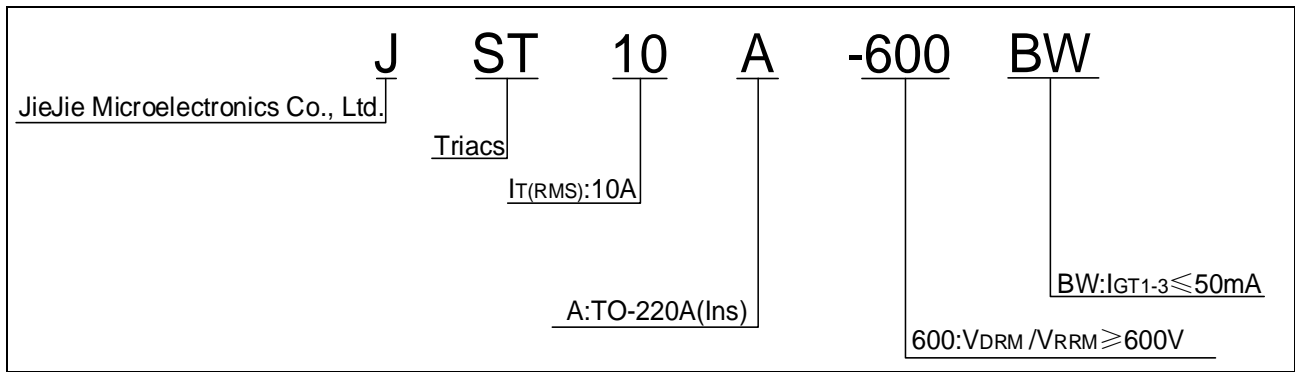 J ST 10 A -600 BW
JieJie Microelectronics Co., Ltd.
Triacs
IT(RMS):10A
BW:IGT1-3≤50mA
A:TO-220A(Ins)
600:VDRM /VRRM≥600V